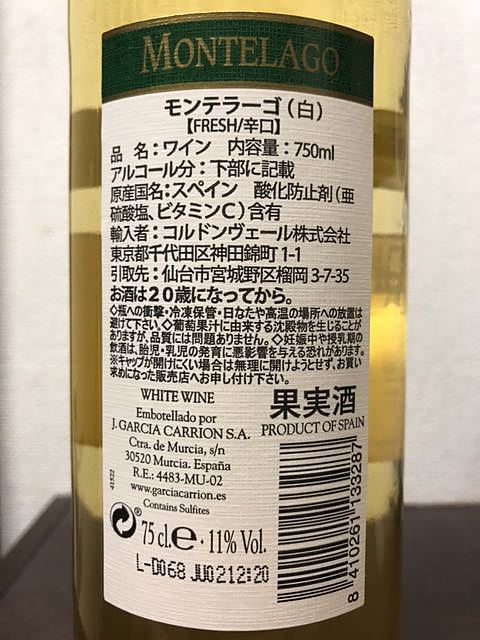 MONTELAGO
モンテラーゴ（白）
【FRESH/辛口】
品 名：ワイン 内容量：750ml
アルコール分：下部に記載
原産国名：スペイン 酸化防止剤（亜
硫酸塩、ビタミンC）含有
輸入者：コルドンヴェール株式会社
東京都千代田区神田錦町 1-1
引取先：仙台市宮城野区榴岡 3-7-35
お酒は20歳になってから。
◇瓶への衝撃・冷凍保管・日なたや高温の場所への放置は
避けて下さい。◇葡萄果汁に由来する沈殿物を生じることが
ありますが、品質には問題ありません。◇妊娠中や授乳期の
飲酒は、胎児・乳児の発育に悪影響を与える恐れがあります。
※キャップが開けにくい場合は無理に開けようとせず、お買い
求めになった販売店へお申し付け下さい。
WHITE WINE
Embotellado por
J. GARCIA CARRION S.A.
Ctra. de Murcia, s/n
30520 Murcia. España
R.E.: 4483-MU-02
www.garciacarrion.es
Contains Sulfites
75 cl.e · 11% Vol.
L-D068 JU0212:20
果実酒
PRODUCT OF SPAIN
8 410261 133287